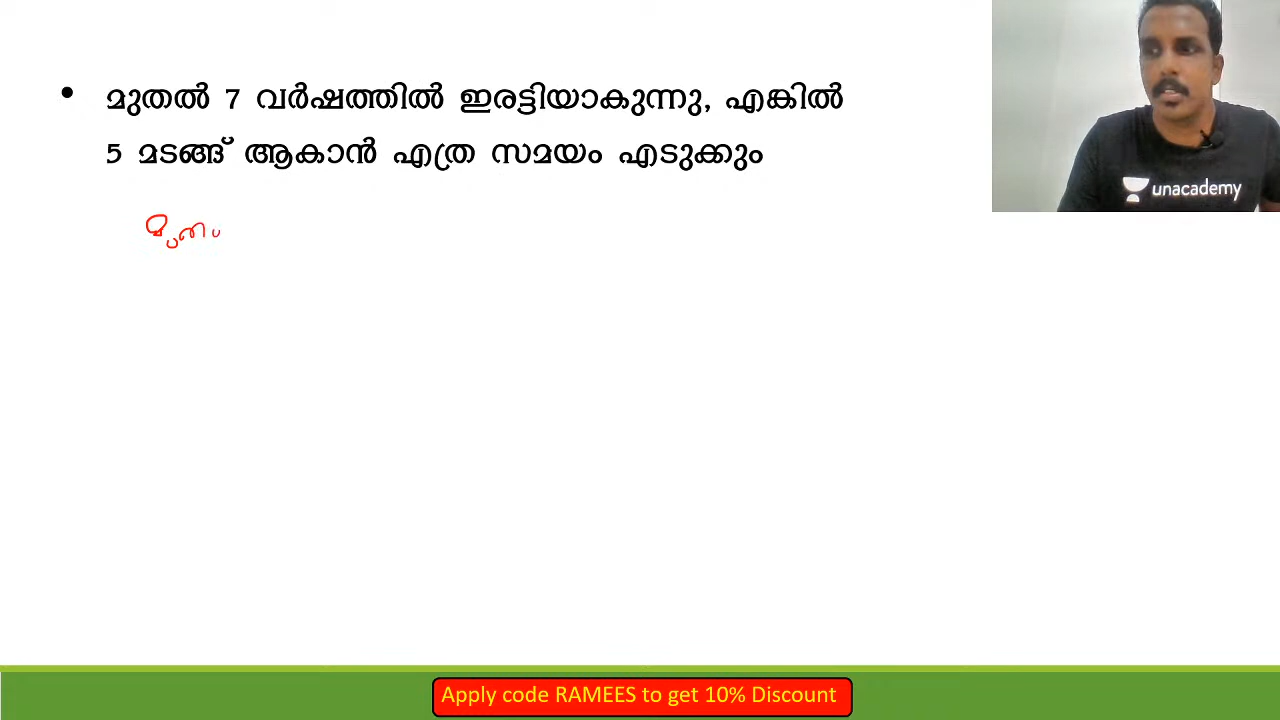 • മുതൽ 7 വർഷത്തിൽ ഇരട്ടിയാകുന്നു, എങ്കിൽ
5 മടങ്ങ് ആകാൻ എത്ര സമയം എടുക്കും
unacademy
Apply code RAMEES to get 10% Discount